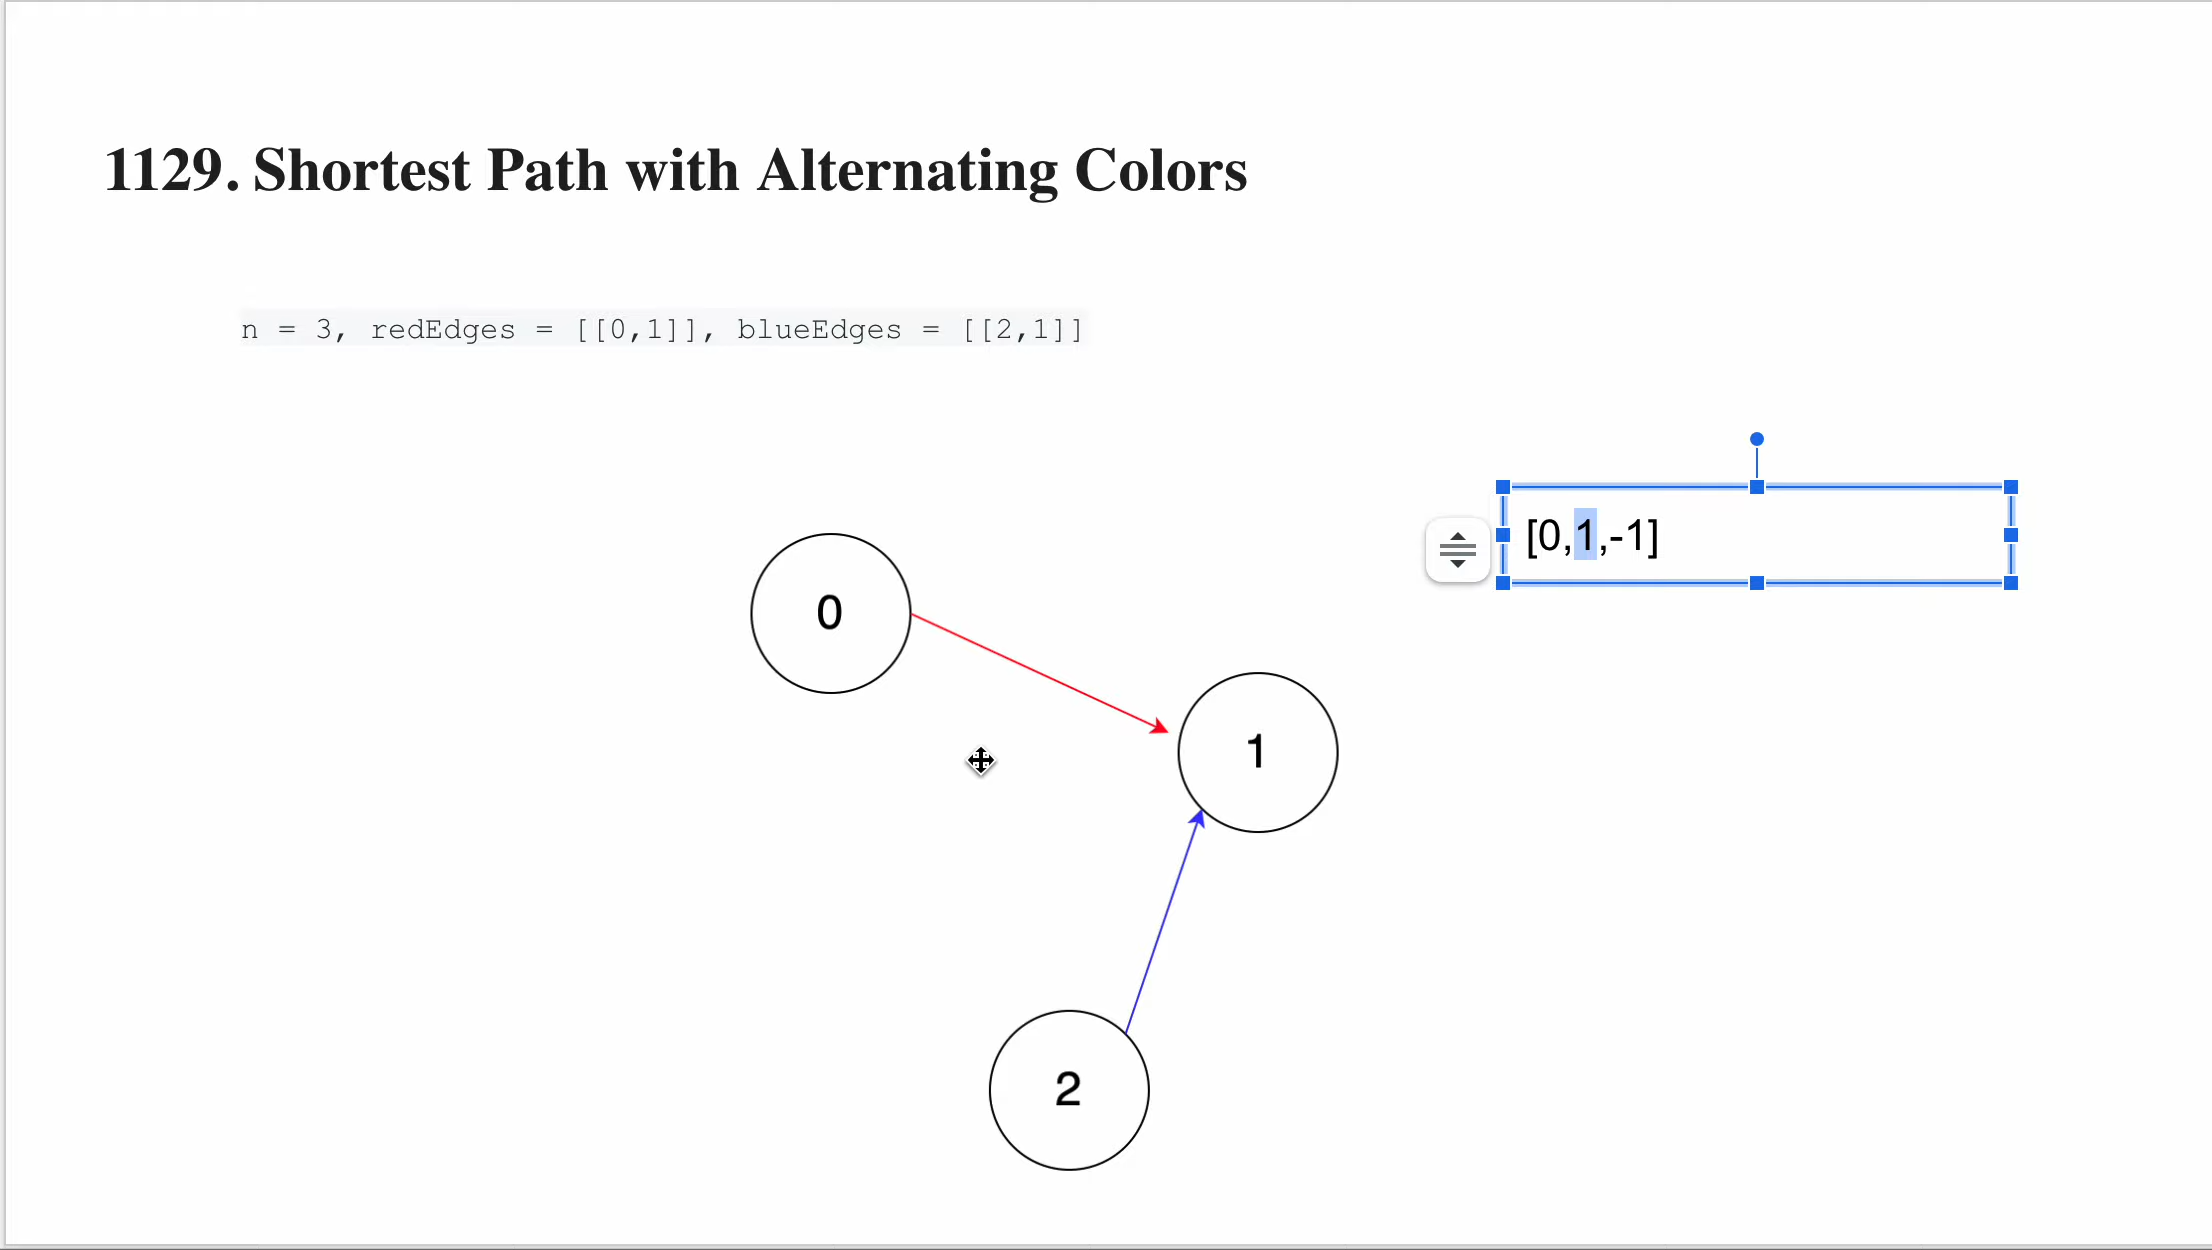 1129. Shortest Path with Alternating Colors
n = 3, redEdges = [[0,1]], blueEdges = [[2,1]]
[0,1,-1]
0
1
2